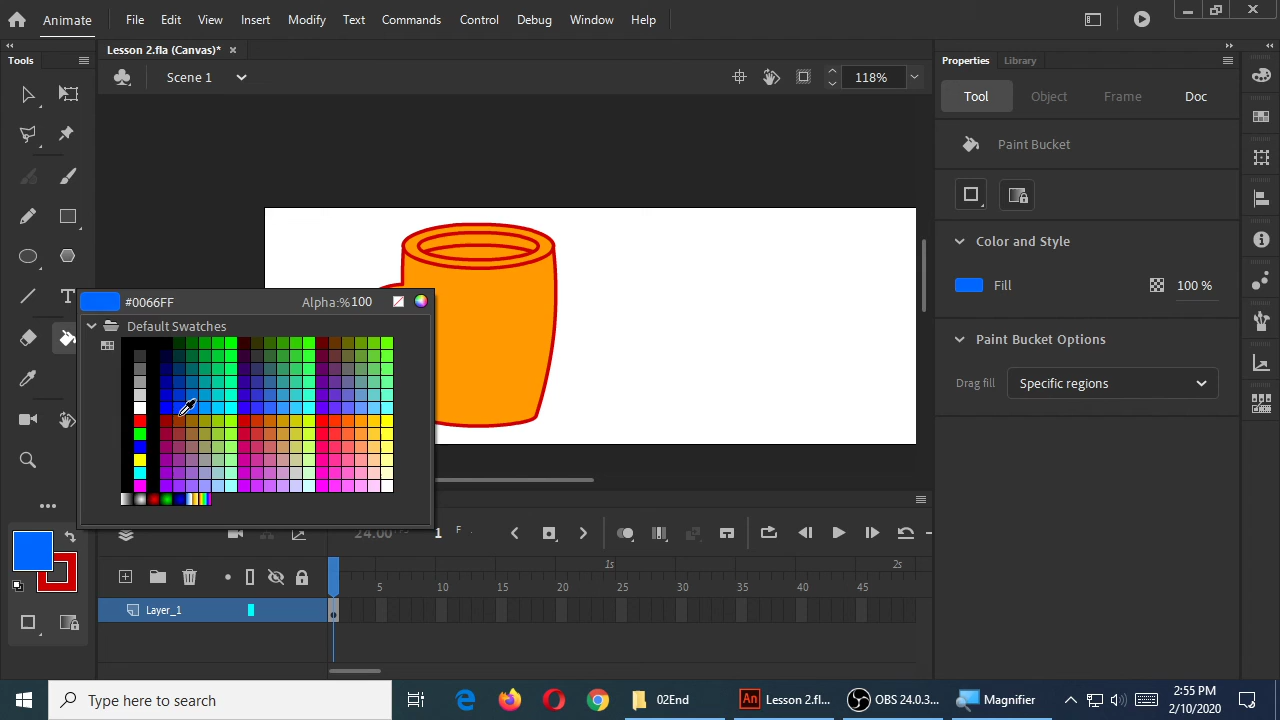 Animate
File Edit View Insert Modify Text Commands Control Debug Window Help
Tools
Lesson 2.fla (Canvas)*
Scene 1
118%
Properties Library
Tool Object Frame Doc
Paint Bucket
Color and Style
Fill 100 %
Paint Bucket Options
Drag fill Specific regions
#0066FF Alpha:% 100
Default Swatches
24.00 1 F
1s 2s
5 10 15 20 25 30 35 40 45
Layer_1
Type here to search
02End
Lesson 2.fl...
OBS 24.0.3...
Magnifier
2:55 PM
2/10/2020